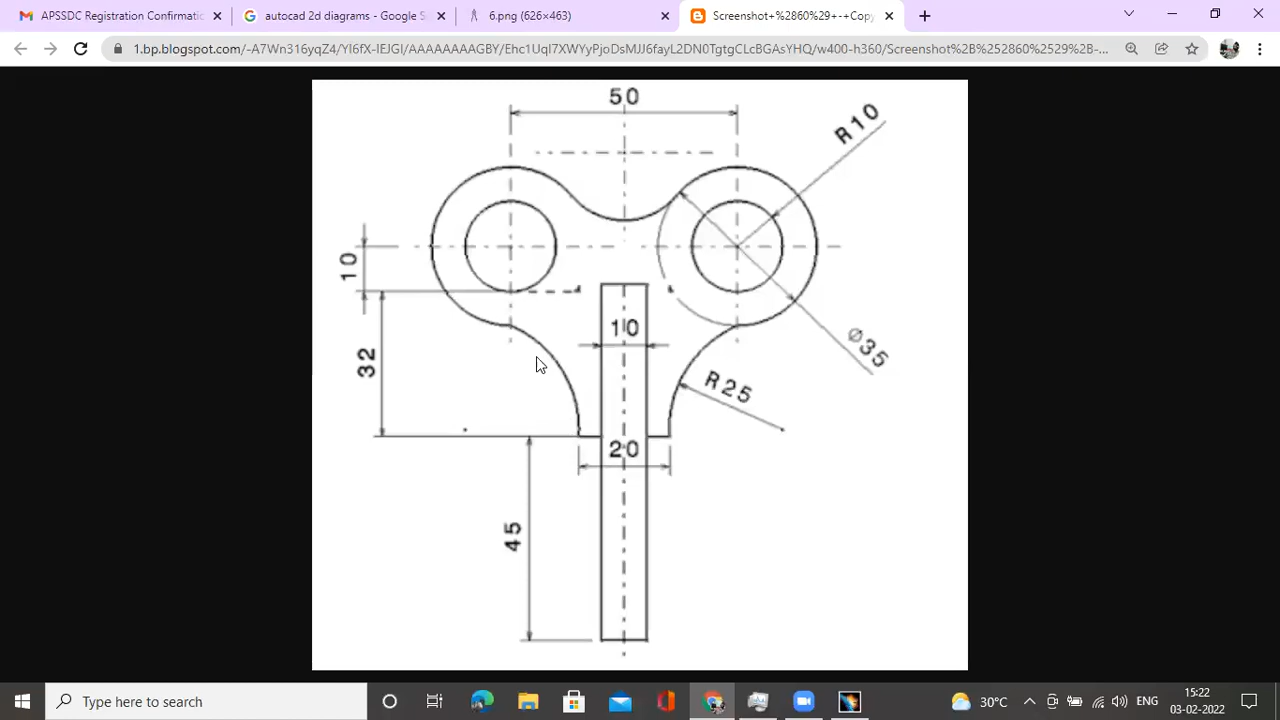 APSSDC Registration Confirmatio
autocad 2d diagrams - Google S
6.png (626×463)
Screenshot+%2860%29+-+Copy
1.bp.blogspot.com/-A7Wn316yqZ4/YI6fX-IEJGI/AAAAAAAAGBY/Ehc1UqI7XWYyPjoDsMJJ6fayL2DN0TgtgCLcBGAsYHQ/w400-h360/Screenshot%2B%252860%2529%2B-...
50
R10
10
10
32
Ø35
R25
20
45
Type here to search
30°C
ENG
15:22
03-02-2022